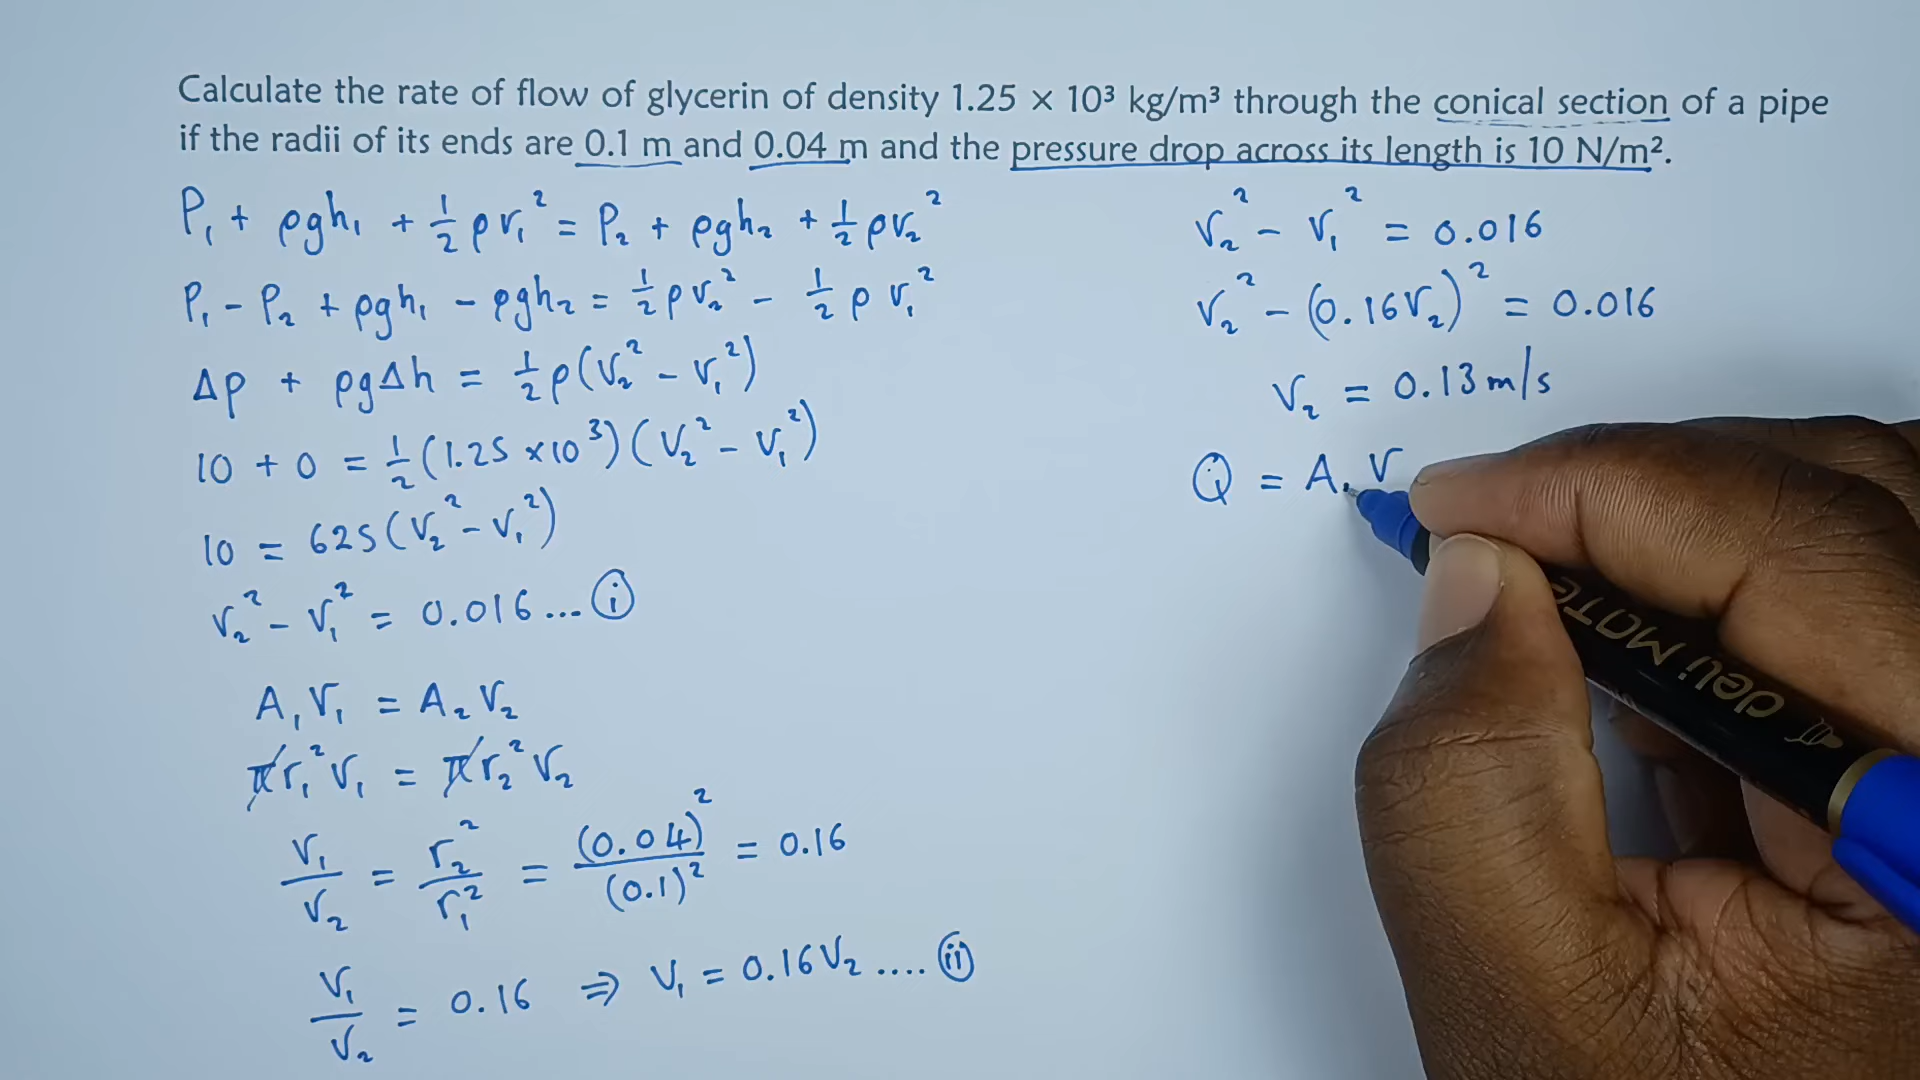 Calculate the rate of flow of glycerin of density 1.25 × 10³ kg/m³ through the conical section of a pipe
if the radii of its ends are 0.1 m and 0.04 m and the pressure drop across its length is 10 N/m².
P₁ + ρgh₁ + ½ρv₁² = P₂ + ρgh₂ + ½ρv₂²
P₁ - P₂ + ρgh₁ - ρgh₂ = ½ρv₂² - ½ρv₁²
Δp + ρgΔh = ½ρ(v₂² - v₁²)
10 + 0 = ½(1.25 × 10³)(v₂² - v₁²)
10 = 625(v₂² - v₁²)
v₂² - v₁² = 0.016 ... (i)
A₁V₁ = A₂V₂
πr₁²v₁ = πr₂²v₂
v₁/v₂ = r₂²/r₁² = (0.04)²/(0.1)² = 0.16
v₁/v₂ = 0.16 ⇒ v₁ = 0.16v₂ .... (ii)
v₂² - v₁² = 0.016
v₂² - (0.16v₂)² = 0.016
v₂ = 0.13 m/s
Q = A₁V
deli